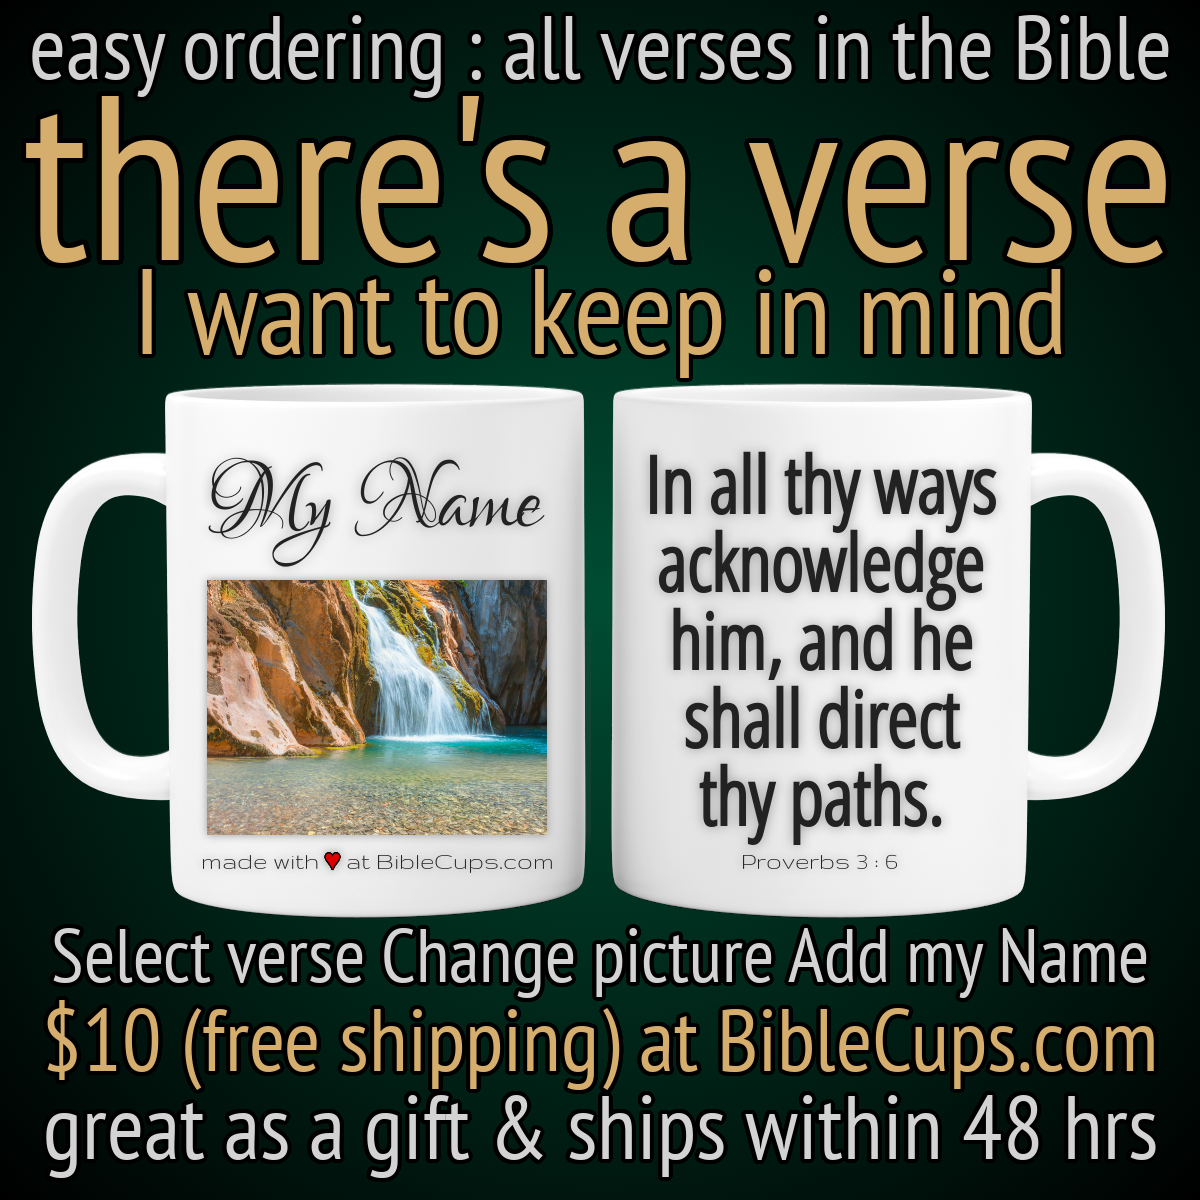 easy ordering : all verses in the Bible
there's a verse
I want to keep in mind
My Name
made with ♥ at BibleCups.com
In all thy ways
acknowledge
him, and he
shall direct
thy paths.
Proverbs 3 : 6
Select verse Change picture Add my Name
$10 (free shipping) at BibleCups.com
great as a gift & ships within 48 hrs